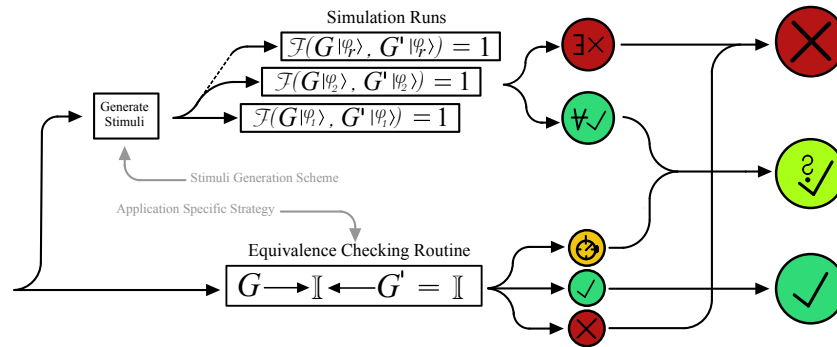 Simulation Runs
ℱ(G|φᵣ⟩, G'|φᵣ⟩) = 1
ℱ(G|φ₂⟩, G'|φ₂⟩) = 1
ℱ(G|φ₁⟩, G'|φ₁⟩) = 1
Generate
Stimuli
Stimuli Generation Scheme
Application Specific Strategy
Equivalence Checking Routine
G → 𝕀 ← G' = 𝕀
∃×
∀✓
?